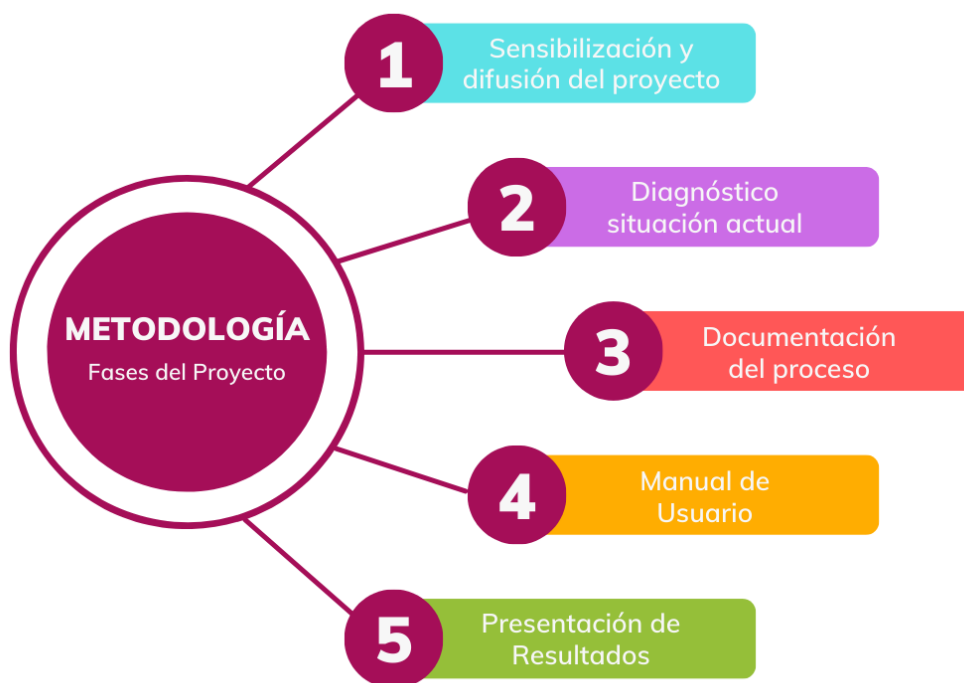 METODOLOGÍA
Fases del Proyecto
1
Sensibilización y
difusión del proyecto
2
Diagnóstico
situación actual
3
Documentación
del proceso
4
Manual de
Usuario
5
Presentación de
Resultados